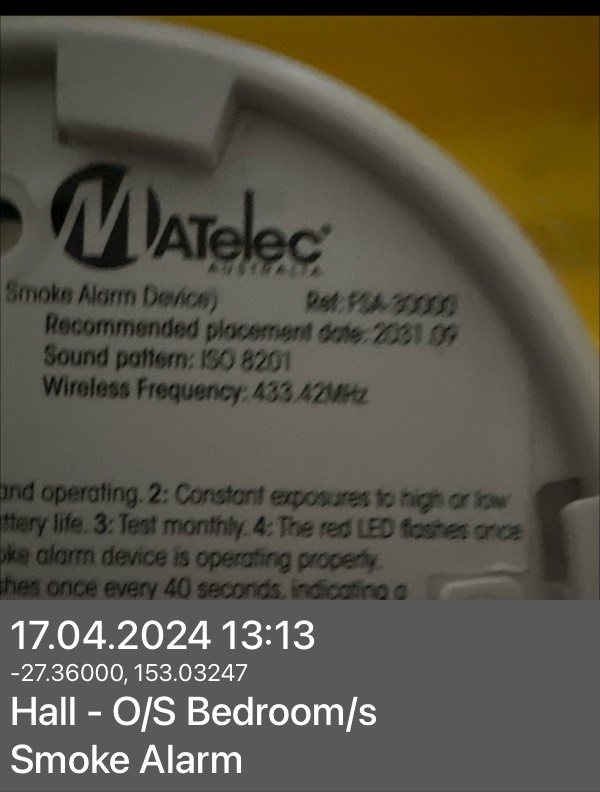 MATelec®
AUSTRALIA
Smoke Alarm Device) Ref: FSA-30000
Recommended placement date: 2031.09
Sound pattern: ISO 8201
Wireless Frequency: 433.42MHz
and operating. 2: Constant exposures to high or low
ttery life. 3: Test monthly. 4: The red LED flashes once
oke alarm device is operating properly.
shes once every 40 seconds, indicating a
17.04.2024 13:13
-27.36000, 153.03247
Hall - O/S Bedroom/s
Smoke Alarm